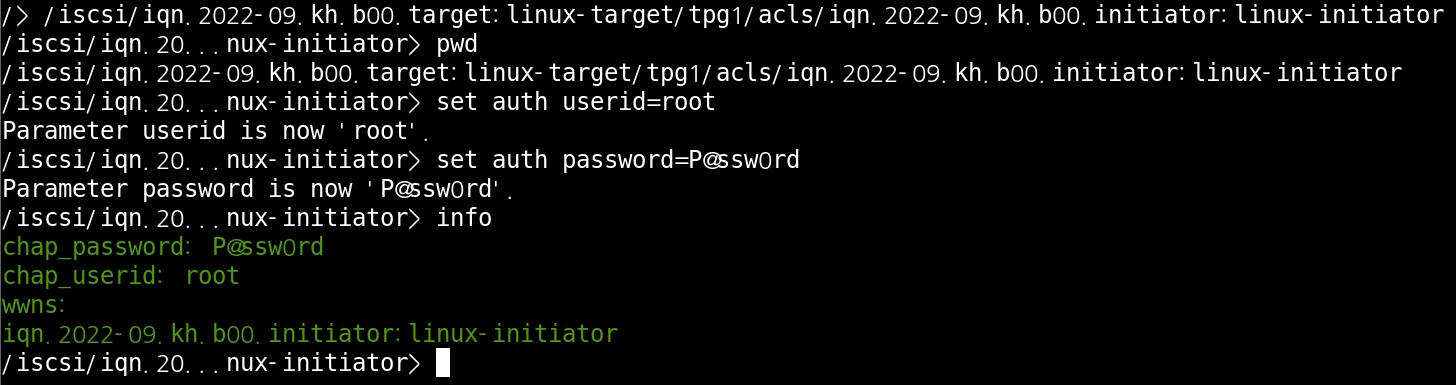 /> /iscsi/iqn.2022-09.kh.b00.target:linux-target/tpg1/acls/iqn.2022-09.kh.b00.initiator:linux-initiator
/iscsi/iqn.20...nux-initiator> pwd
/iscsi/iqn.2022-09.kh.b00.target:linux-target/tpg1/acls/iqn.2022-09.kh.b00.initiator:linux-initiator
/iscsi/iqn.20...nux-initiator> set auth userid=root
Parameter userid is now 'root'.
/iscsi/iqn.20...nux-initiator> set auth password=P@ssw0rd
Parameter password is now 'P@ssw0rd'.
/iscsi/iqn.20...nux-initiator> info
chap_password: P@ssw0rd
chap_userid: root
wwns:
iqn.2022-09.kh.b00.initiator:linux-initiator
/iscsi/iqn.20...nux-initiator>